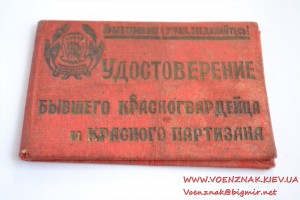 Пролетарии всех стран, соединяйтесь!
Удостоверение
бывшего красногвардейца
и красного партизана
www.VOENZNAK.KIEV.UA
Voenznak@bigmir.net